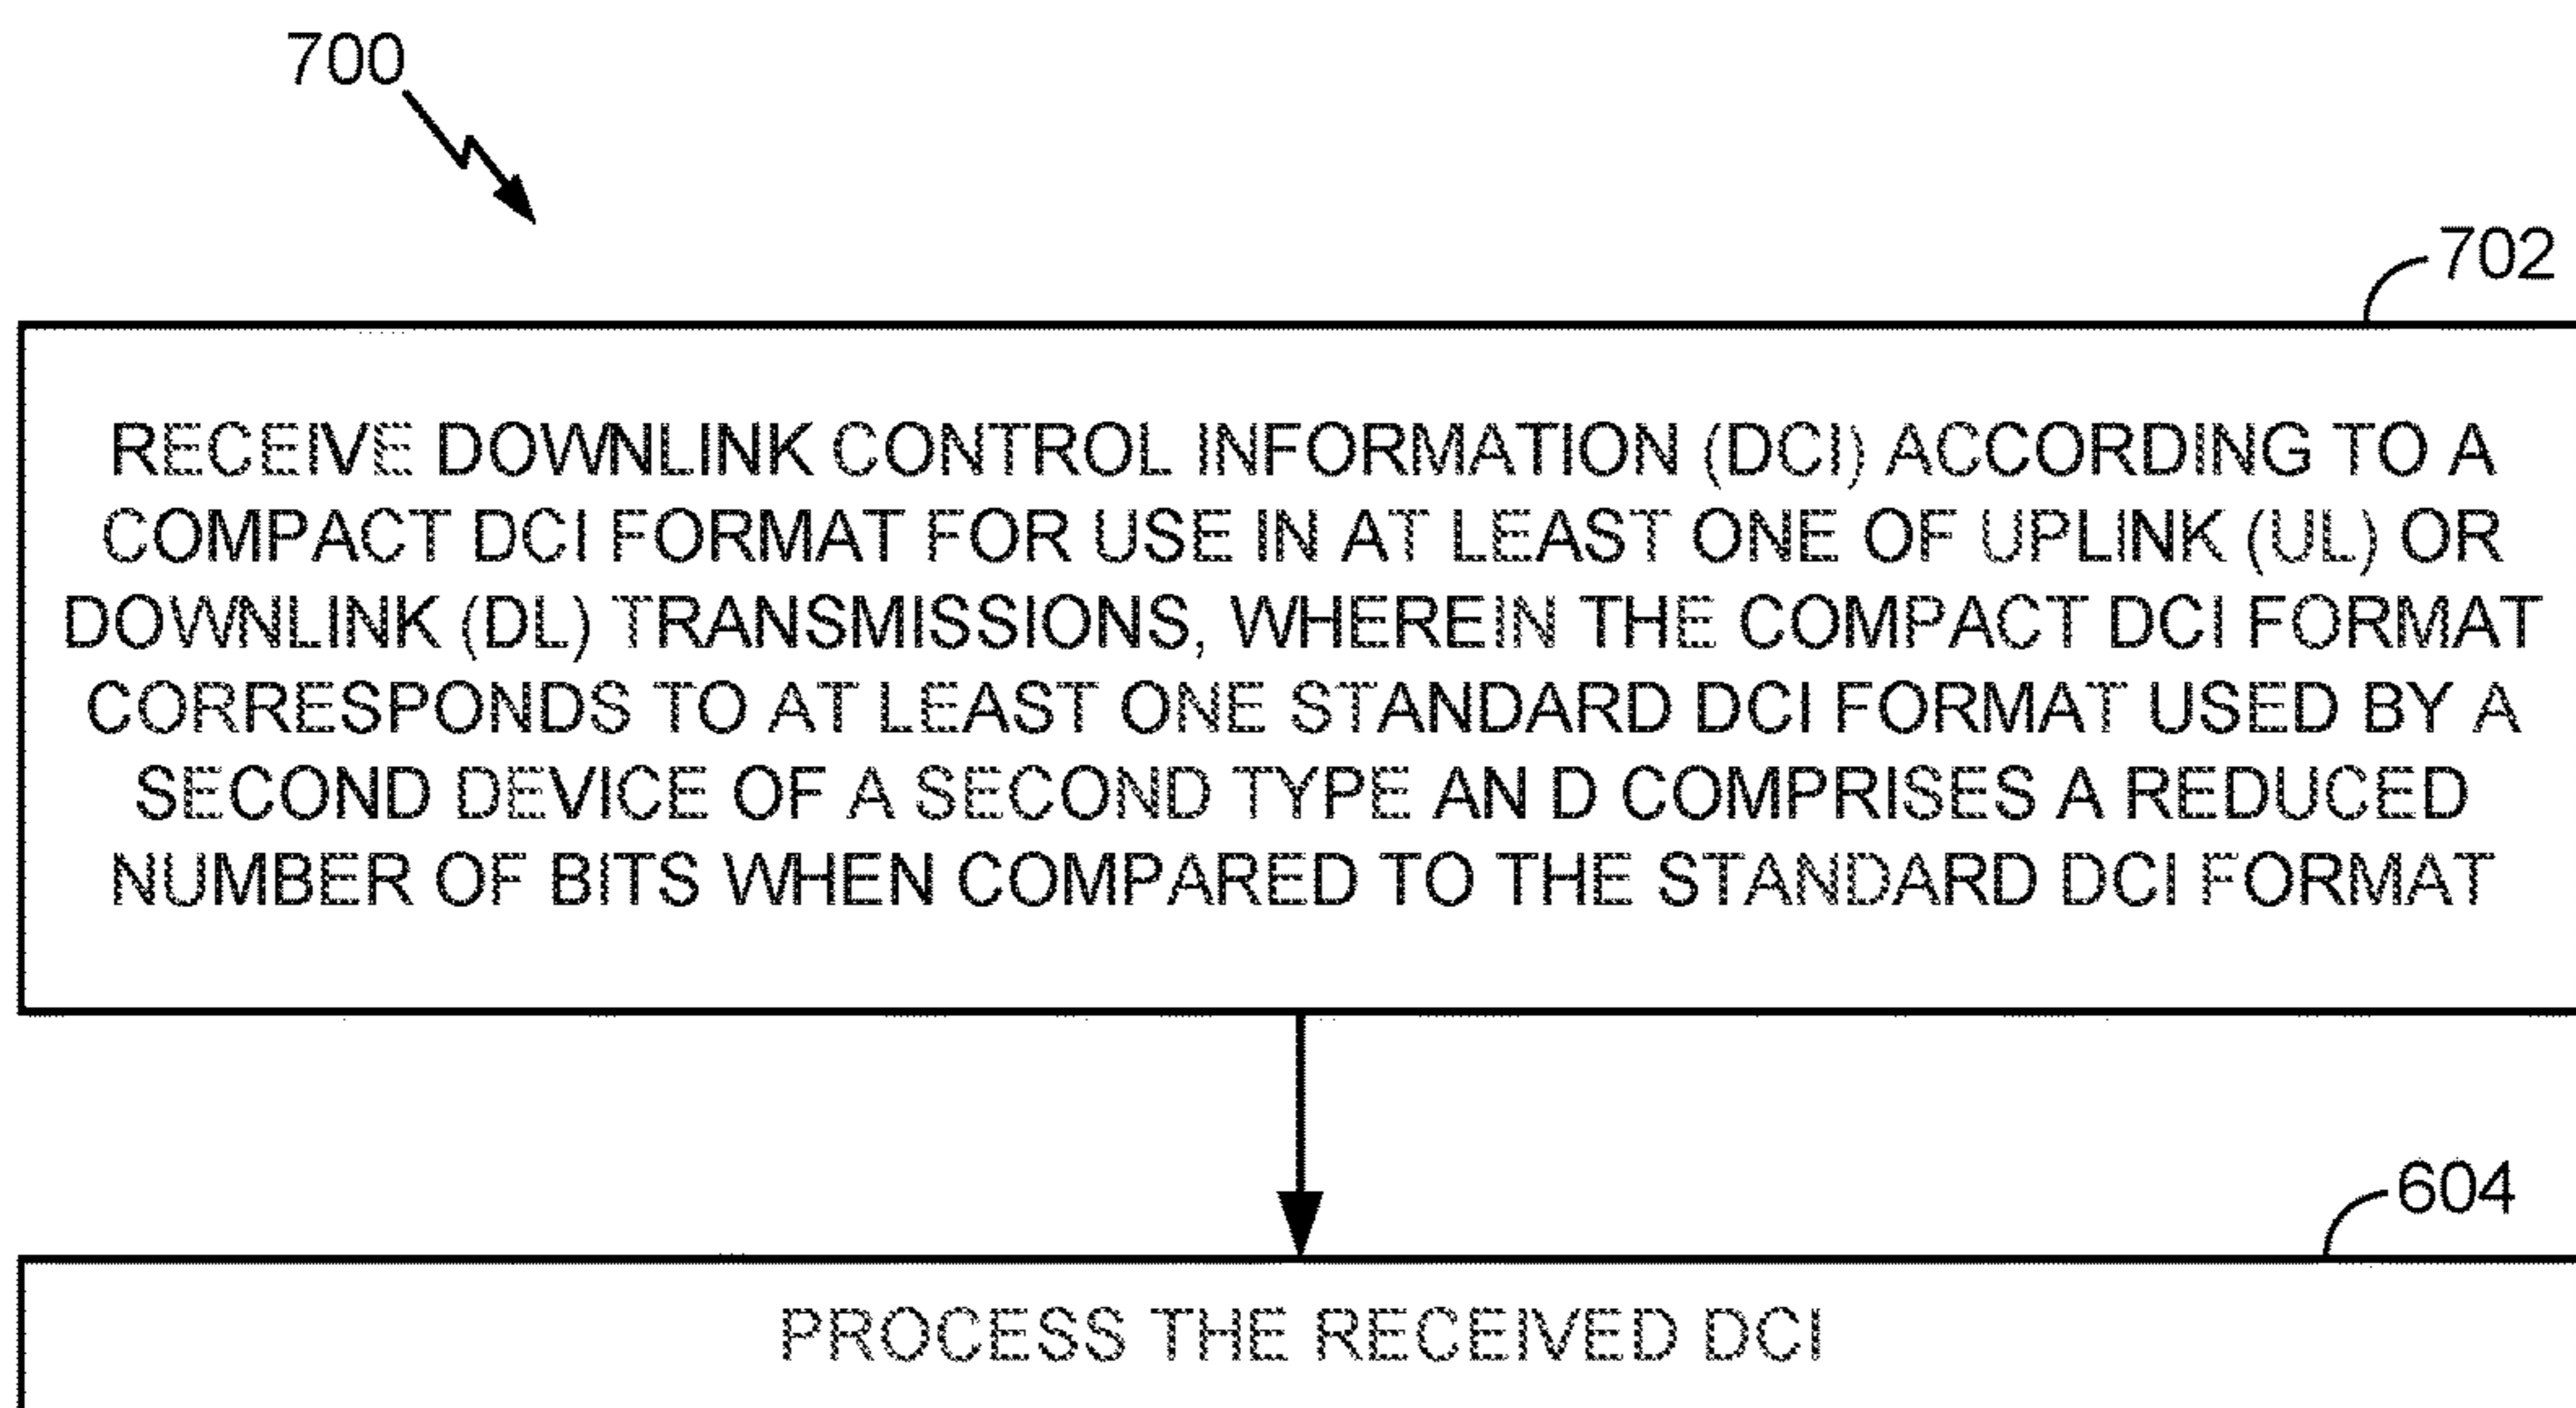 700
702
RECEIVE DOWNLINK CONTROL INFORMATION (DCI) ACCORDING TO A
COMPACT DCI FORMAT FOR USE IN AT LEAST ONE OF UPLINK (UL) OR
DOWNLINK (DL) TRANSMISSIONS, WHEREIN THE COMPACT DCI FORMAT
CORRESPONDS TO AT LEAST ONE STANDARD DCI FORMAT USED BY A
SECOND DEVICE OF A SECOND TYPE AN D COMPRISES A REDUCED
NUMBER OF BITS WHEN COMPARED TO THE STANDARD DCI FORMAT
604
PROCESS THE RECEIVED DCI